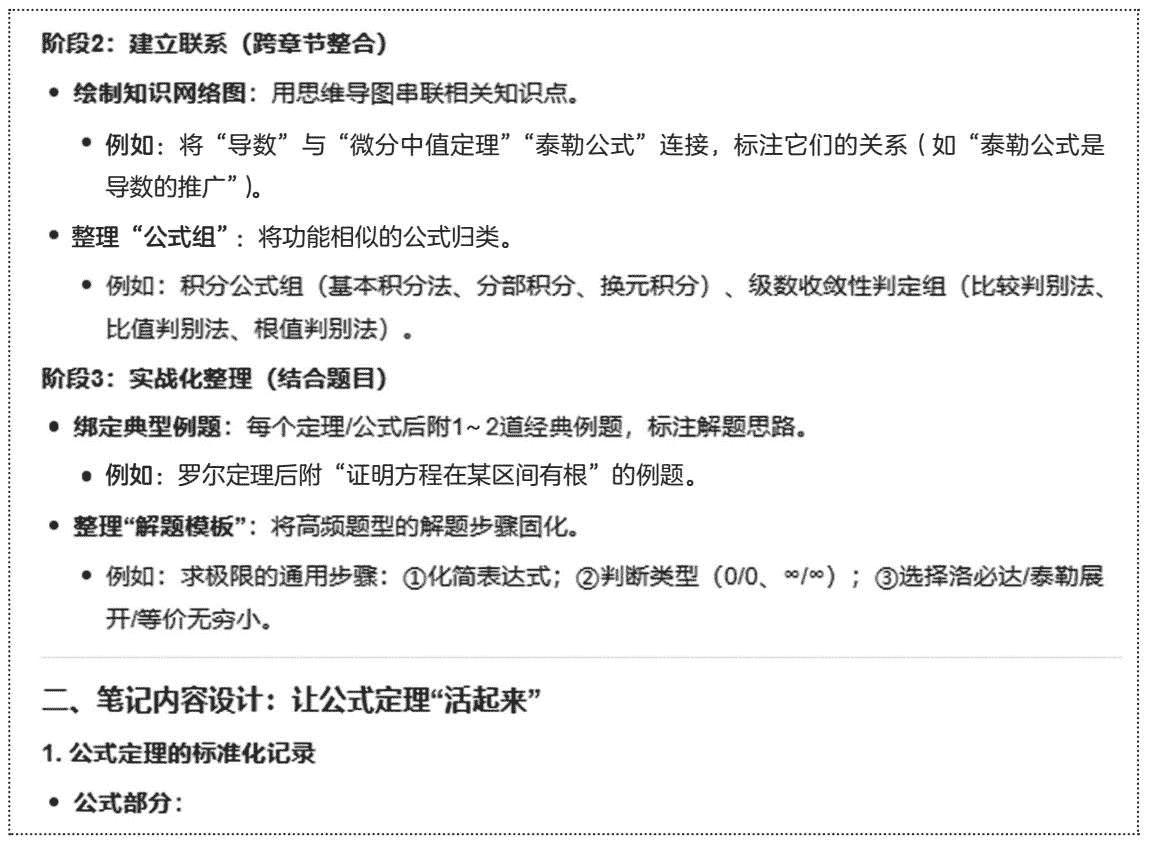 阶段2：建立联系（跨章节整合）
• 绘制知识网络图：用思维导图串联相关知识点。
• 例如：将“导数”与“微分中值定理”“泰勒公式”连接，标注它们的关系（如“泰勒公式是
导数的推广”）。
• 整理“公式组”：将功能相似的公式归类。
• 例如：积分公式组（基本积分法、分部积分、换元积分）、级数收敛性判定组（比较判别法、
比值判别法、根值判别法）。
阶段3：实战化整理（结合题目）
• 绑定典型例题：每个定理/公式后附1~2道经典例题，标注解题思路。
• 例如：罗尔定理后附“证明方程在某区间有根”的例题。
• 整理“解题模板”：将高频题型的解题步骤固化。
• 例如：求极限的通用步骤：①化简表达式；②判断类型（0/0、∞/∞）；③选择洛必达/泰勒展
开/等价无穷小。
二、笔记内容设计：让公式定理“活起来”
1. 公式定理的标准化记录
• 公式部分：